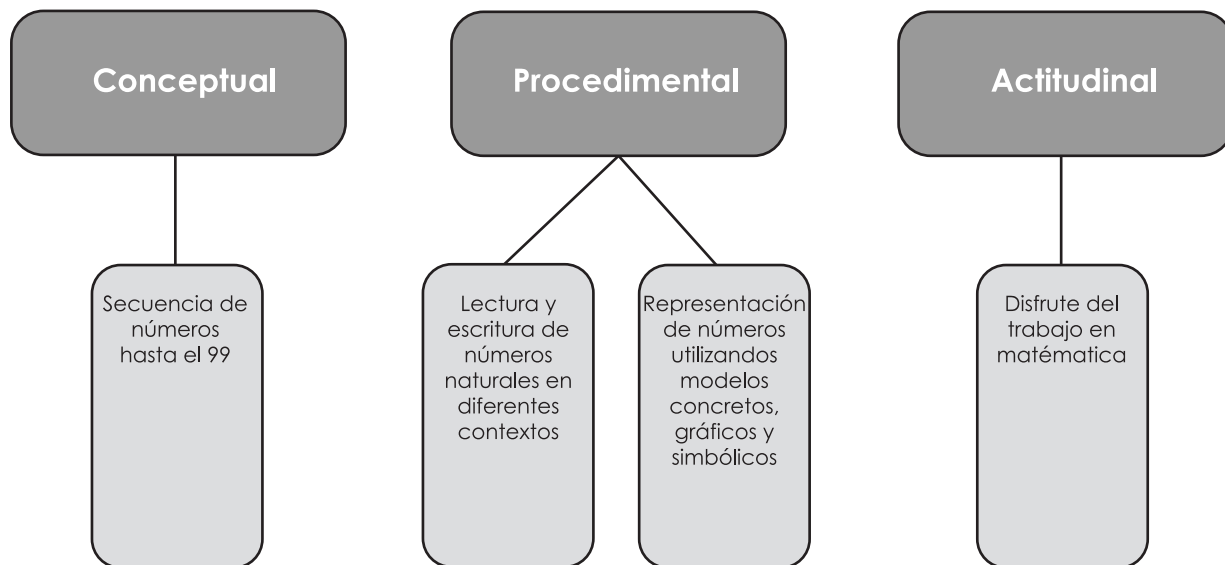 Conceptual
Procedimental
Actitudinal
Secuencia de
números
hasta el 99
Lectura y
escritura de
números
naturales en
diferentes
contextos
Representación
de números
utilizandos
modelos
concretos,
gráficos y
simbólicos
Disfrute del
trabajo en
matématica